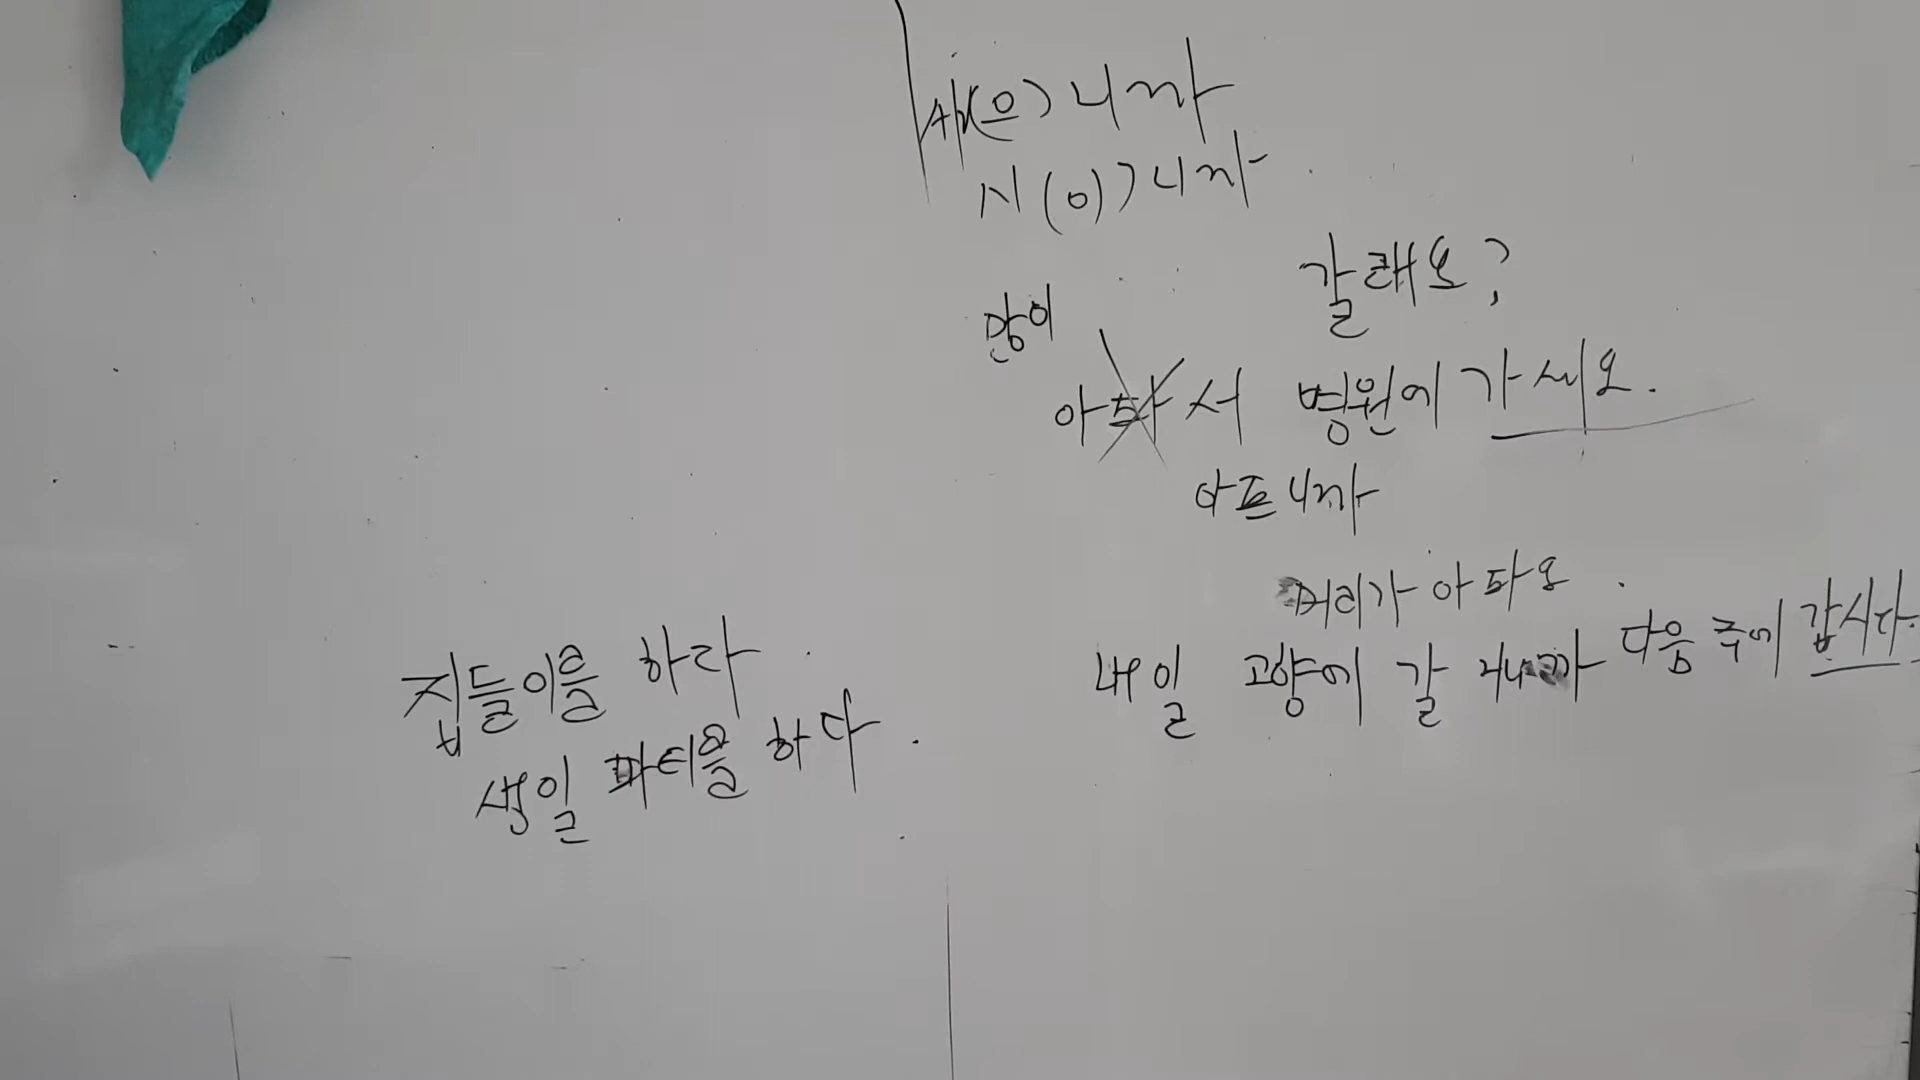 A/V(으)니까
N(이)니까
갈래요?
많이
아파서 병원에 가세요.
아프니까
머리가 아파요.
내일 고향에 갈 거니까 다음 주에 갑시다.
집들이를 하다.
생일 파티를 하다.